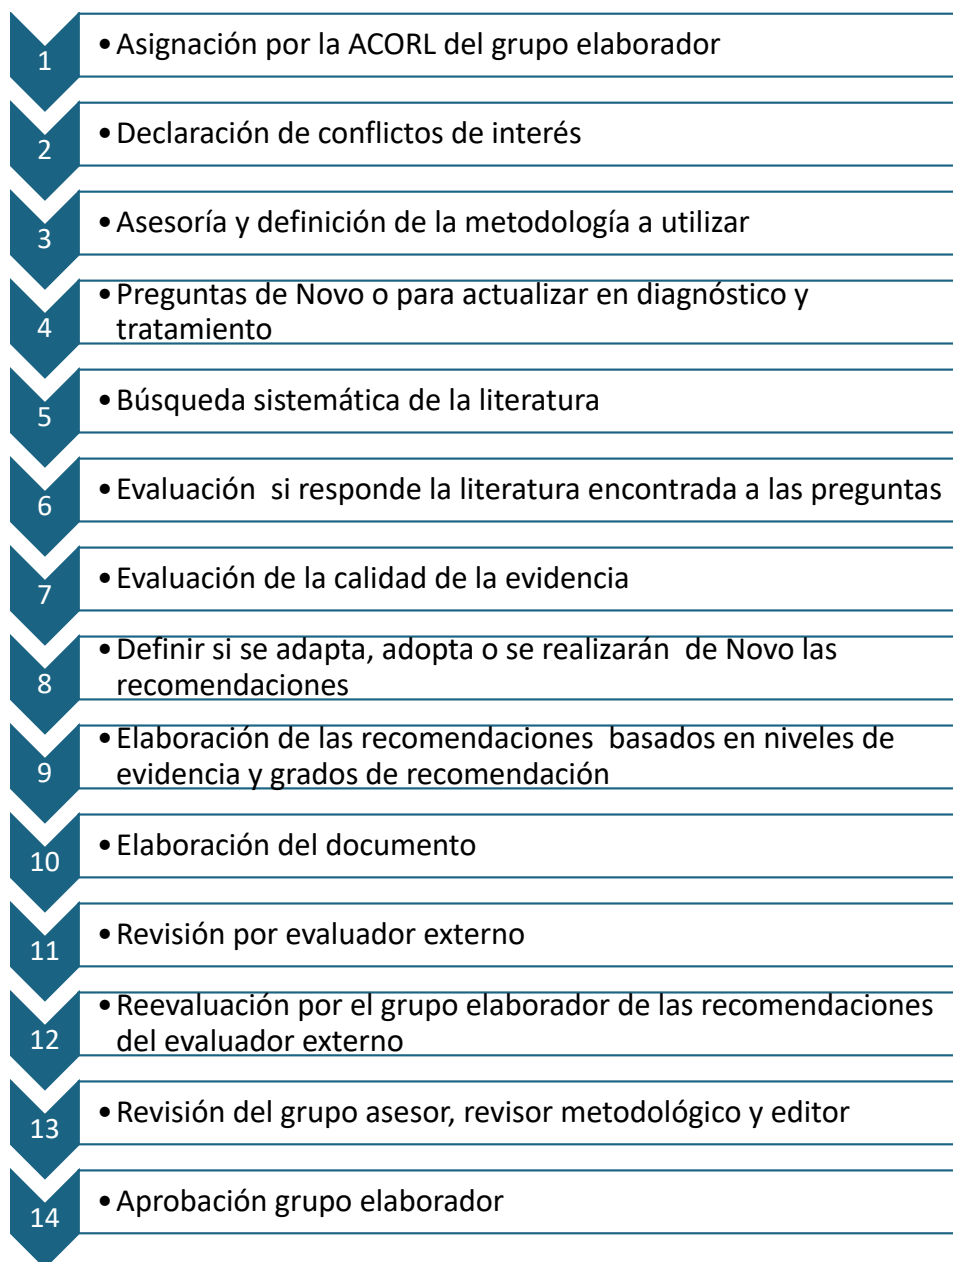 1
•Asignación por la ACORL del grupo elaborador
2
•Declaración de conflictos de interés
3
•Asesoría y definición de la metodología a utilizar
4
•Preguntas de Novo o para actualizar en diagnóstico y
tratamiento
5
•Búsqueda sistemática de la literatura
6
•Evaluación  si responde la literatura encontrada a las preguntas
7
•Evaluación de la calidad de la evidencia
8
•Definir si se adapta, adopta o se realizarán  de Novo las
recomendaciones
9
•Elaboración de las recomendaciones  basados en niveles de
evidencia y grados de recomendación
10
•Elaboración del documento
11
•Revisión por evaluador externo
12
•Reevaluación por el grupo elaborador de las recomendaciones
del evaluador externo
13
•Revisión del grupo asesor, revisor metodológico y editor
14
•Aprobación grupo elaborador